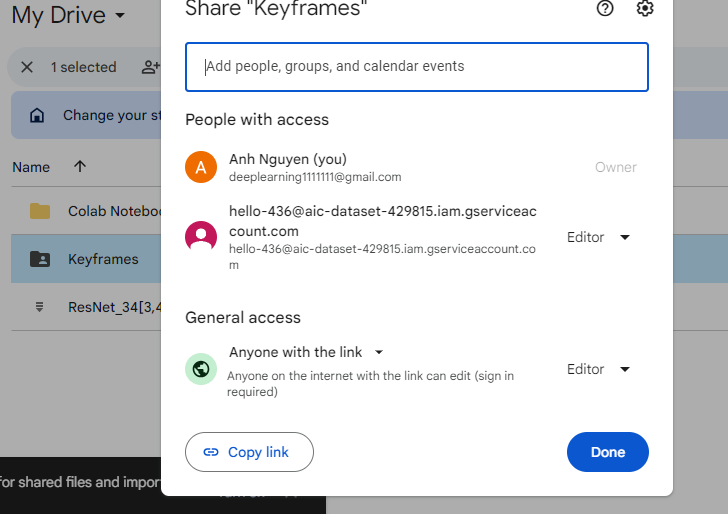 My Drive
Share "Keyframes"
1 selected
Add people, groups, and calendar events
Change your st
People with access
Name
Anh Nguyen (you)
deeplearning1111111@gmail.com
Owner
Colab Notebo
hello-436@aic-dataset-429815.iam.gserviceac
count.com
Editor
hello-436@aic-dataset-429815.iam.gserviceaccount.co
m
Keyframes
ResNet_34[3,4
General access
Anyone with the link
Anyone on the internet with the link can edit (sign in
required)
Editor
Copy link
Done
for shared files and impor